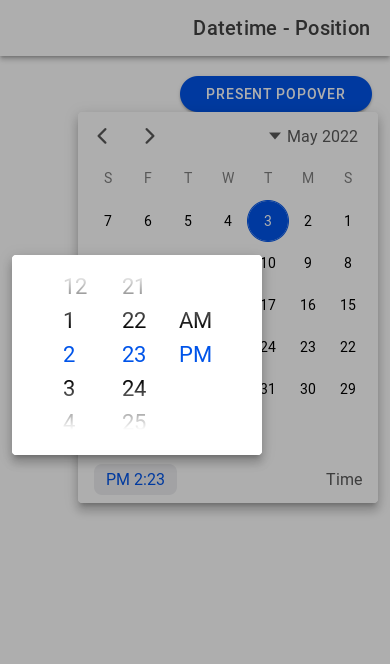 Datetime - Position
PRESENT POPOVER
May 2022
S F T W T M S
7 6 5 4 3 2 1
10 9 8
17 16 15
24 23 22
31 30 29
12 21
1 22 AM
2 23 PM
3 24
4 25
PM 2:23 Time